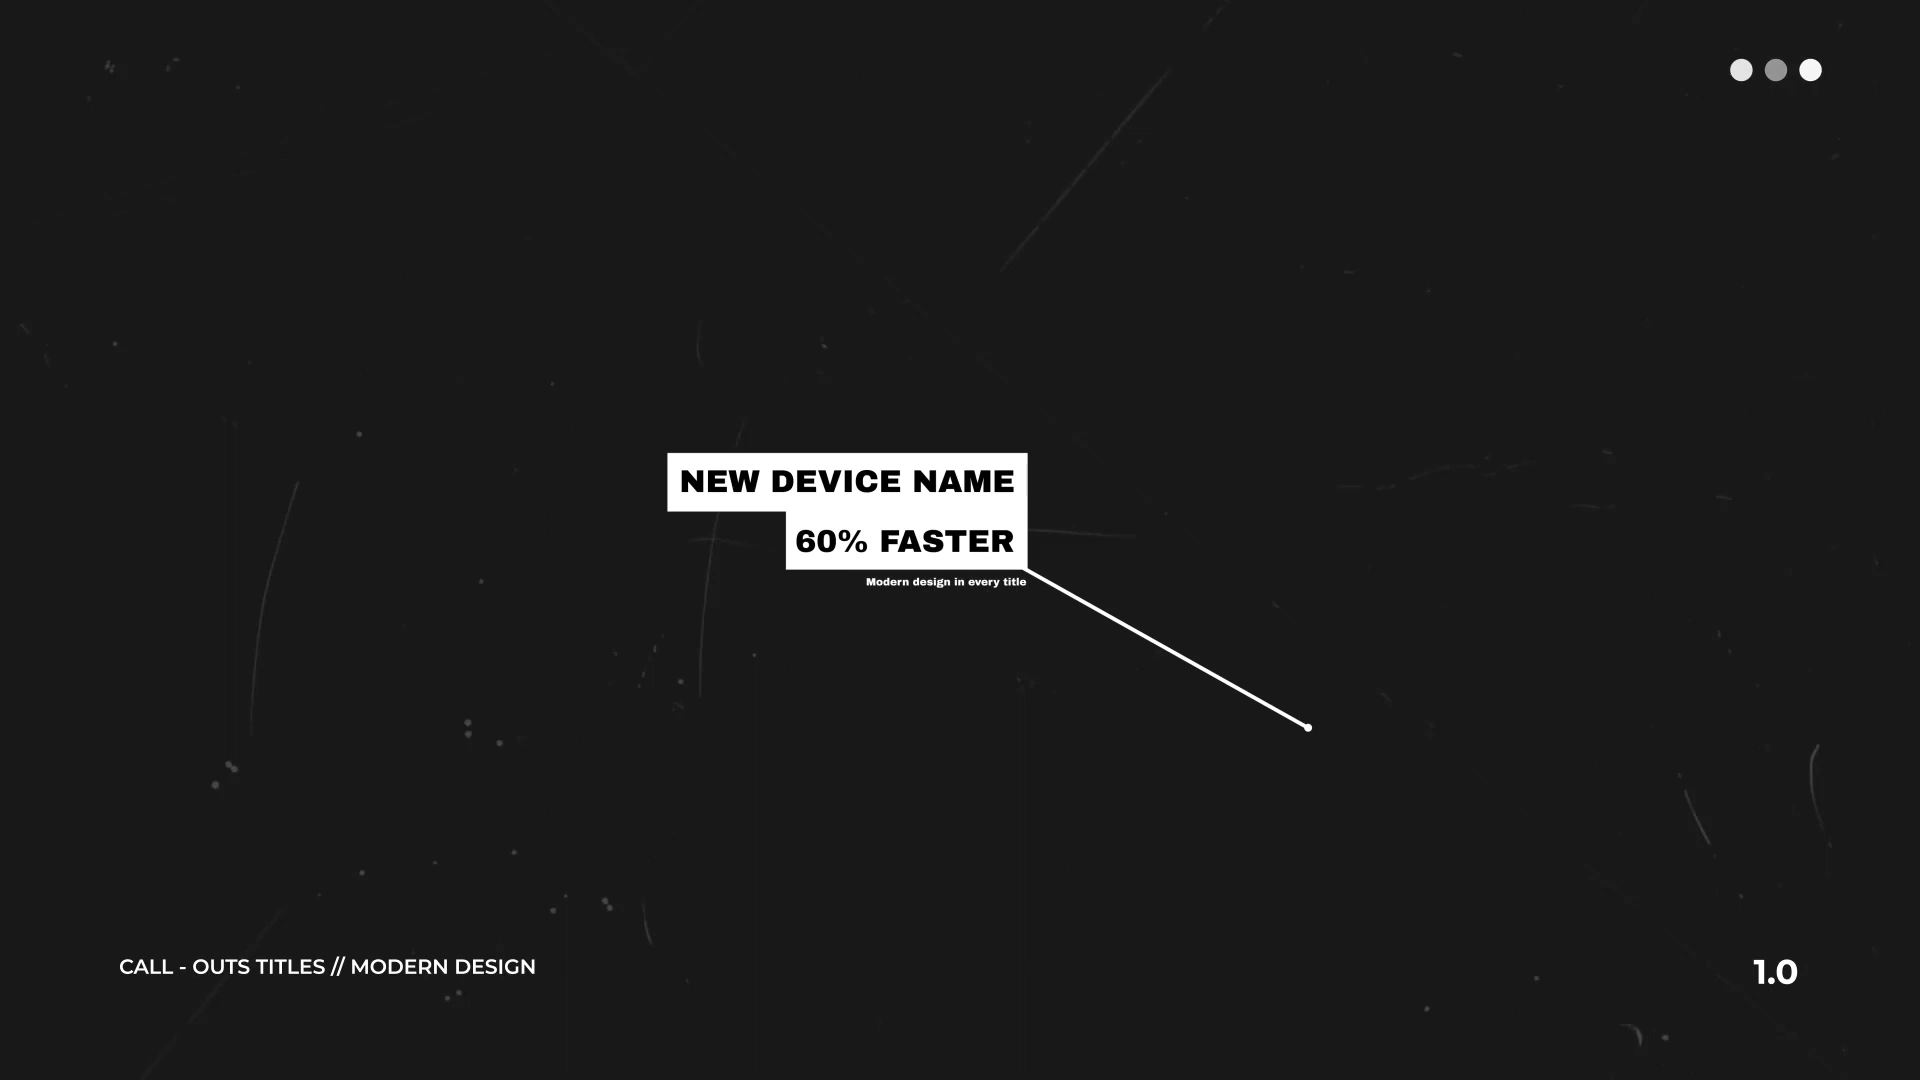 NEW DEVICE NAME
60% FASTER
Modern design in every title
CALL - OUTS TITLES // MODERN DESIGN
1.0